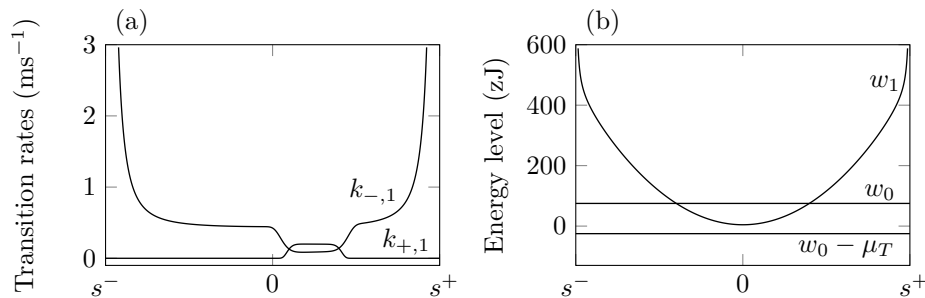 (a)
Transition rates (ms⁻¹)
3
2
1
0
k₋,₁
k₊,₁
s⁻
0
s⁺
(b)
Energy level (zJ)
600
400
200
0
w₁
w₀
w₀ − μ_T
s⁻
0
s⁺